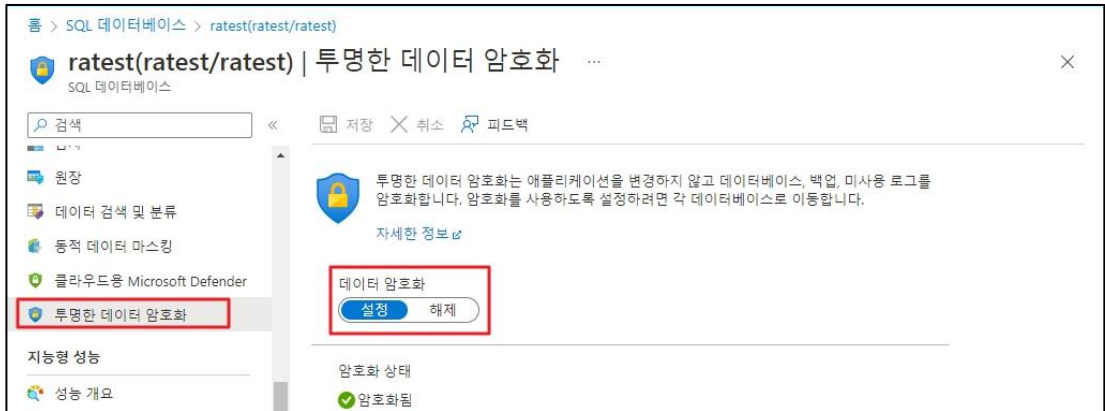 홈 > SQL 데이터베이스 > ratest(ratest/ratest)
ratest(ratest/ratest) | 투명한 데이터 암호화 ...
SQL 데이터베이스
검색 «
저장 취소 피드백
원장
데이터 검색 및 분류
동적 데이터 마스킹
클라우드용 Microsoft Defender
투명한 데이터 암호화
지능형 성능
성능 개요
투명한 데이터 암호화는 애플리케이션을 변경하지 않고 데이터베이스, 백업, 미사용 로그를
암호화합니다. 암호화를 사용하도록 설정하려면 각 데이터베이스로 이동합니다.
자세한 정보
데이터 암호화
설정 해제
암호화 상태
암호화됨